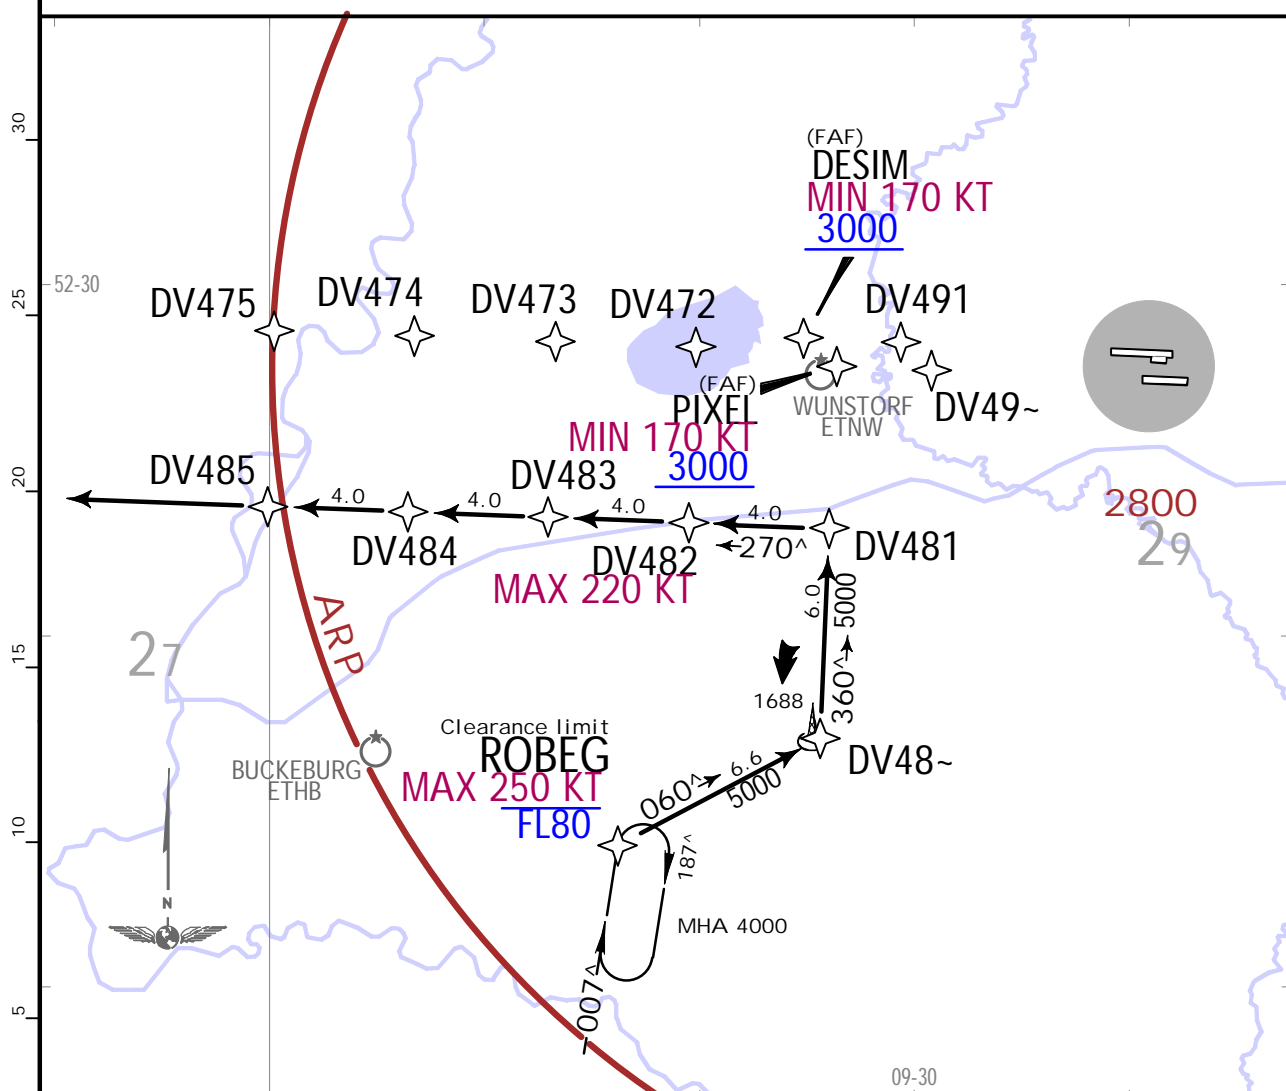 30
(FAF)
DESIM
MIN 170 KT
3000
52-30
25
DV475
DV474
DV473
DV472
DV491
(FAF)
PIXEL
MIN 170 KT
3000
WUNSTORF
ETNW
DV49~
20
DV485
4.0
4.0
DV483
4.0
4.0
DV484
DV482
270^
DV481
2800
29
MAX 220 KT
6.0
360^
5000
ARP
27
15
1688
Clearance limit
ROBEG
MAX 250 KT
FL80
DV48~
060^
6.6
5000
BUCKEBURG
ETHB
10
187^
N
MHA 4000
007^
5
09-30